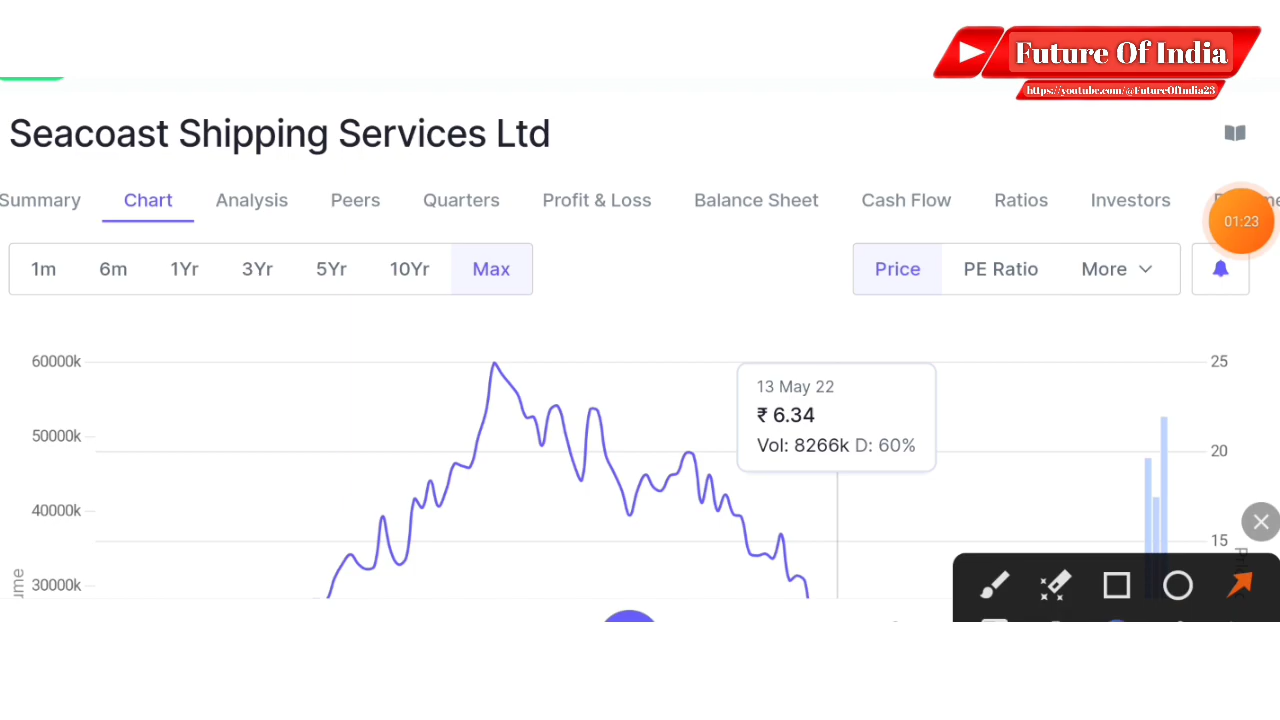 Future Of India
https://youtube.com/@FutureOfIndia23
Seacoast Shipping Services Ltd
Summary Chart Analysis Peers Quarters Profit & Loss Balance Sheet Cash Flow Ratios Investors
01:23
1m 6m 1Yr 3Yr 5Yr 10Yr Max Price PE Ratio More
60000k 25
13 May 22
₹ 6.34
Vol: 8266k D: 60%
50000k 20
40000k 15
30000k